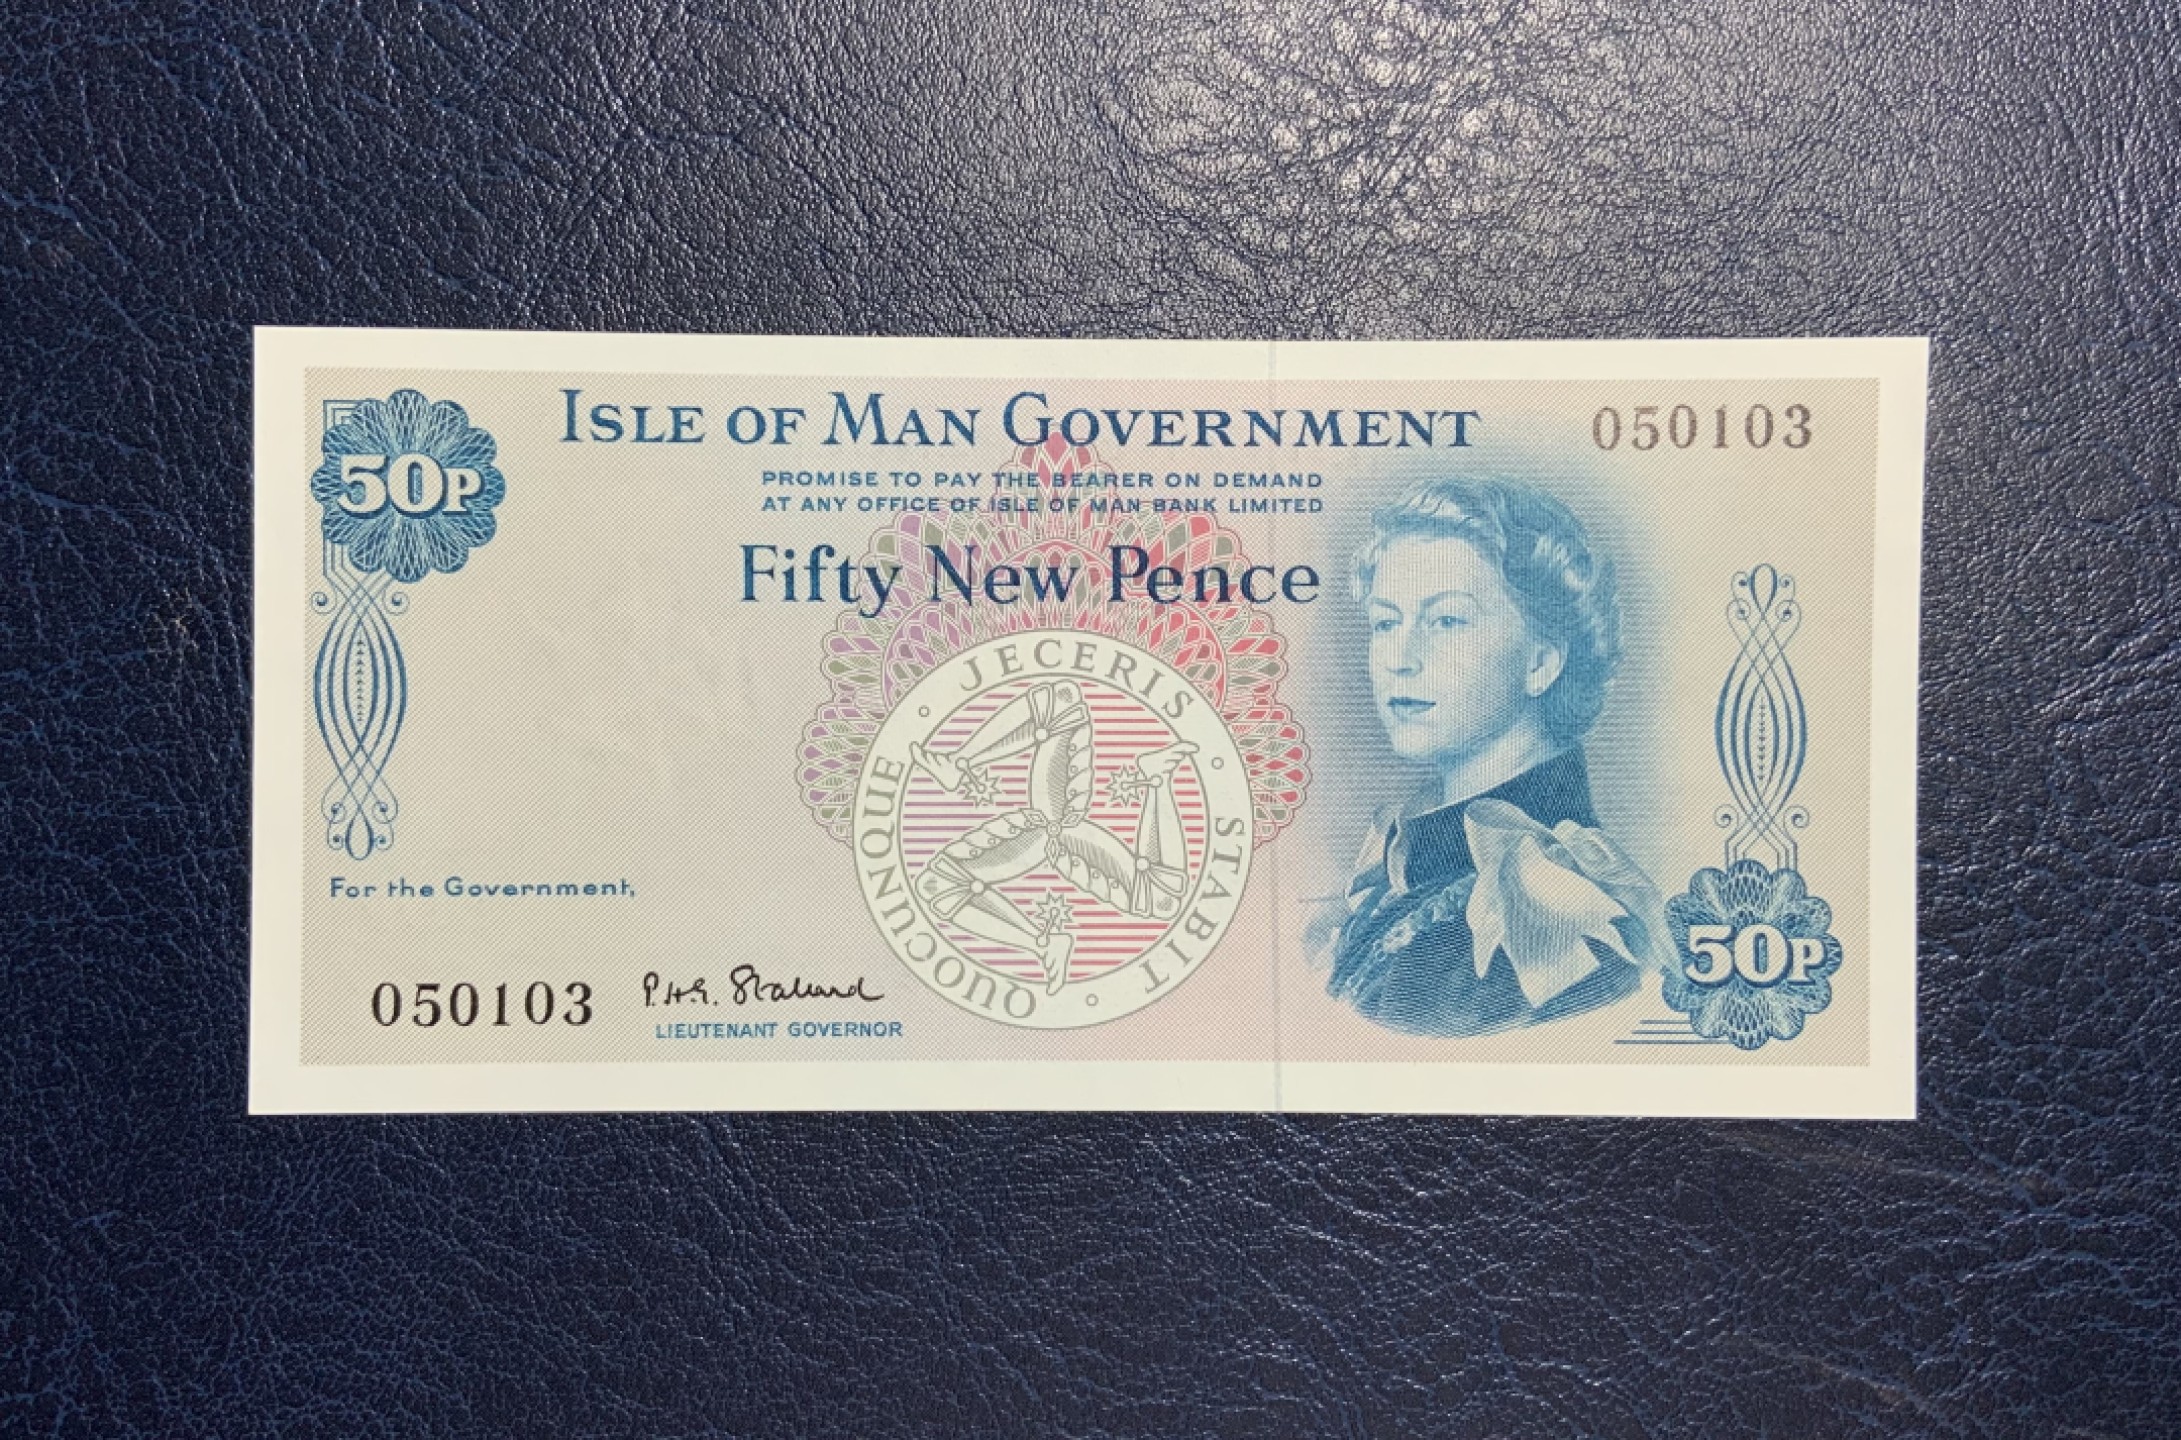 ISLE OF MAN GOVERNMENT
050103
PROMISE TO PAY THE BEARER ON DEMAND
AT ANY OFFICE OF ISLE OF MAN BANK LIMITED
50P
Fifty New Pence
QUOCUNQUE · JECERIS · STABIT ·
For the Government,
50P
050103
P.H.G. Stallard
LIEUTENANT GOVERNOR